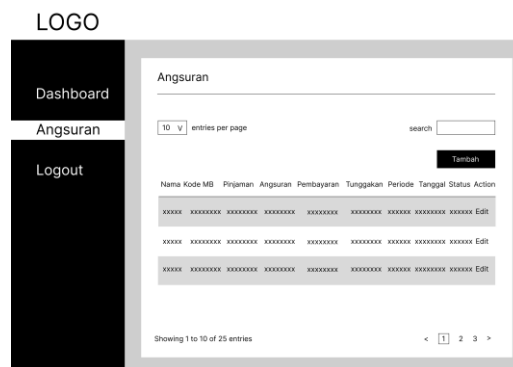 LOGO
Dashboard
Angsuran
Logout
Angsuran
10 V entries per page
search
Tambah
Nama Kode MB Pinjaman Angsuran Pembayaran Tunggakan Periode Tanggal Status Action
xxxxx xxxxxxxx xxxxxxxx xxxxxxxx xxxxxxxx xxxxxxxx xxxxxx xxxxxxxx xxxxxx Edit
xxxxx xxxxxxxx xxxxxxxx xxxxxxxx xxxxxxxx xxxxxxxx xxxxxx xxxxxxxx xxxxxx Edit
xxxxx xxxxxxxx xxxxxxxx xxxxxxxx xxxxxxxx xxxxxxxx xxxxxx xxxxxxxx xxxxxx Edit
Showing 1 to 10 of 25 entries
< 1 2 3 >